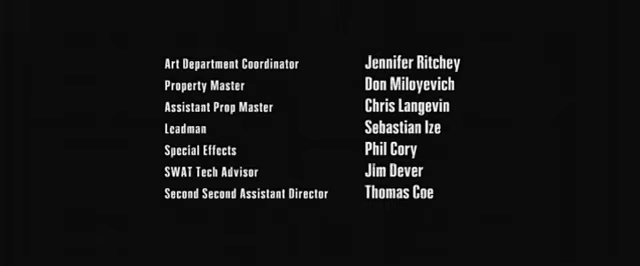 Art Department Coordinator Jennifer Ritchey
Property Master Don Miloyevich
Assistant Prop Master Chris Langevin
Leadman Sebastian Ize
Special Effects Phil Cory
SWAT Tech Advisor Jim Dever
Second Second Assistant Director Thomas Coe